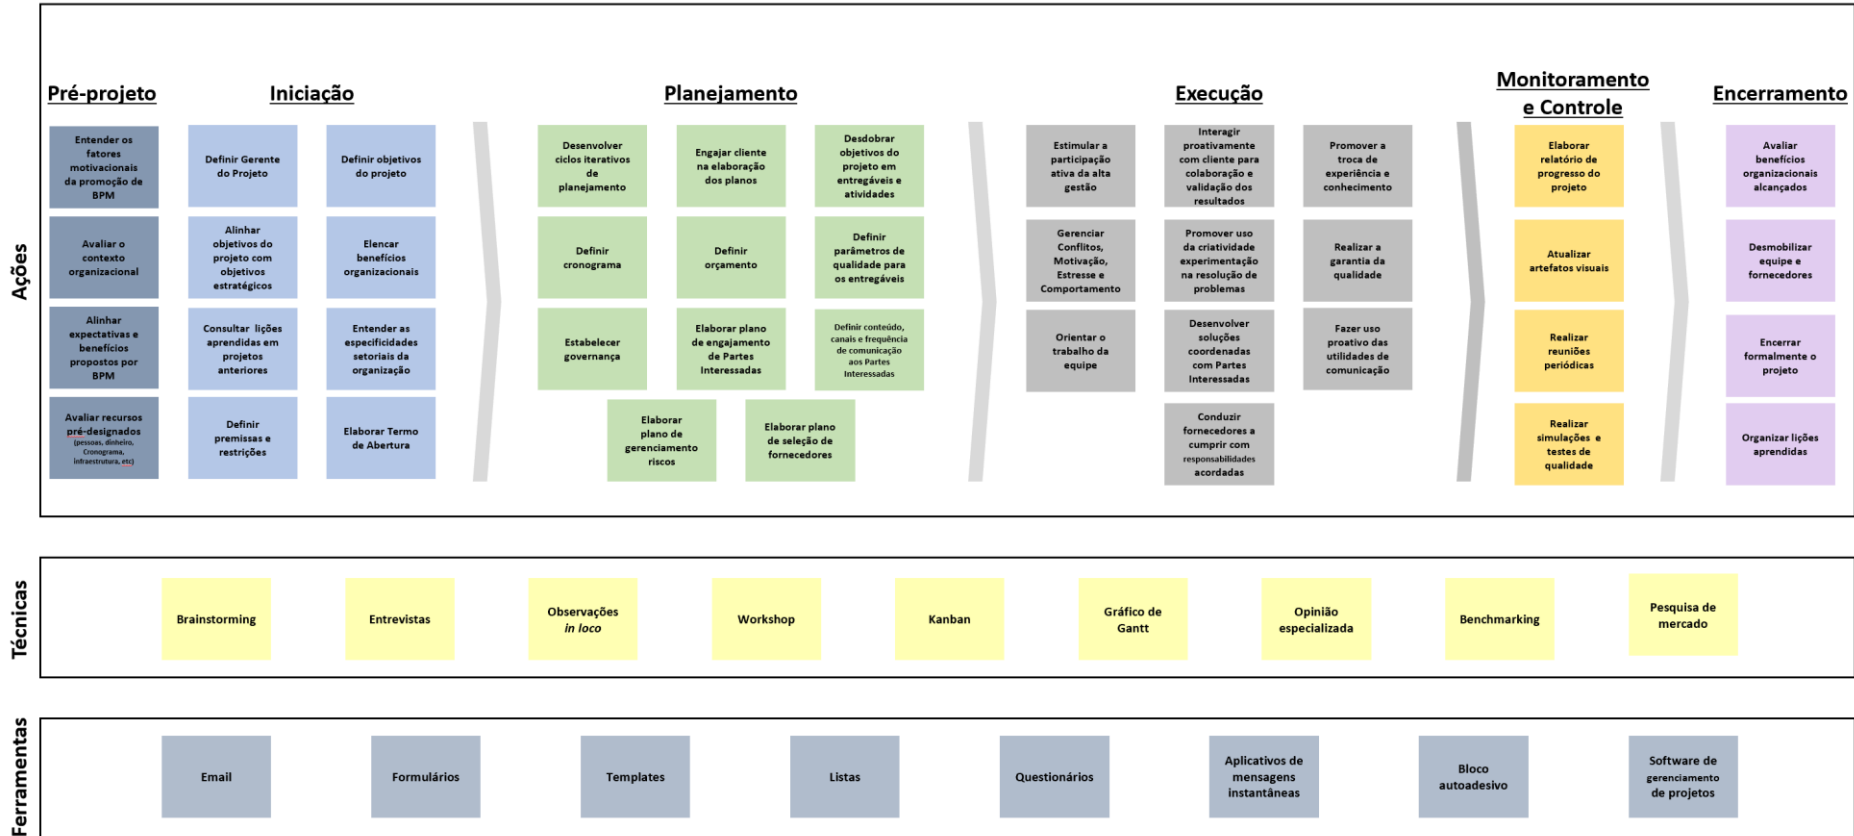 Ações
Pré-projeto
Entender os
fatores
motivacionais
da promoção de
BPM
Avaliar o
contexto
organizacional
Alinhar
expectativas e
benefícios
propostos por
BPM
Avaliar recursos
pré-designados
(pessoas, dinheiro,
Cronograma,
infraestrutura, etc)
Iniciação
Definir Gerente
do Projeto
Definir objetivos
do projeto
Alinhar
objetivos do
projeto com
objetivos
estratégicos
Elencar
benefícios
organizacionais
Consultar lições
aprendidas em
projetos
anteriores
Entender as
especificidades
setoriais da
organização
Definir
premissas e
restrições
Elaborar Termo
de Abertura
Planejamento
Desenvolver
ciclos iterativos
de
planejamento
Engajar cliente
na elaboração
dos planos
Desdobrar
objetivos do
projeto em
entregáveis e
atividades
Definir
cronograma
Definir
orçamento
Definir
parâmetros de
qualidade para
os entregáveis
Estabelecer
governança
Elaborar plano
de engajamento
de Partes
Interessadas
Definir conteúdo,
canais e frequência
de comunicação
aos Partes
Interessadas
Elaborar
plano de
gerenciamento
riscos
Elaborar plano
de seleção de
fornecedores
Execução
Estimular a
participação
ativa da alta
gestão
Interagir
proativamente
com cliente para
colaboração e
validação dos
resultados
Promover a
troca de
experiência e
conhecimento
Gerenciar
Conflitos,
Motivação,
Estresse e
Comportamento
Promover uso
da criatividade
experimentação
na resolução de
problemas
Realizar a
garantia da
qualidade
Orientar o
trabalho da
equipe
Desenvolver
soluções
coordenadas
com Partes
Interessadas
Fazer uso
proativo das
utilidades de
comunicação
Conduzir
fornecedores a
cumprir com
responsabilidades
acordadas
Monitoramento
e Controle
Elaborar
relatório de
progresso do
projeto
Atualizar
artefatos visuais
Realizar
reuniões
periódicas
Realizar
simulações e
testes de
qualidade
Encerramento
Avaliar
benefícios
organizacionais
alcançados
Desmobilizar
equipe e
fornecedores
Encerrar
formalmente o
projeto
Organizar lições
aprendidas
Técnicas
Brainstorming
Entrevistas
Observações
in loco
Workshop
Kanban
Gráfico de
Gantt
Opinião
especializada
Benchmarking
Pesquisa de
mercado
Ferramentas
Email
Formulários
Templates
Listas
Questionários
Aplicativos de
mensagens
instantâneas
Bloco
autoadesivo
Software de
gerenciamento
de projetos